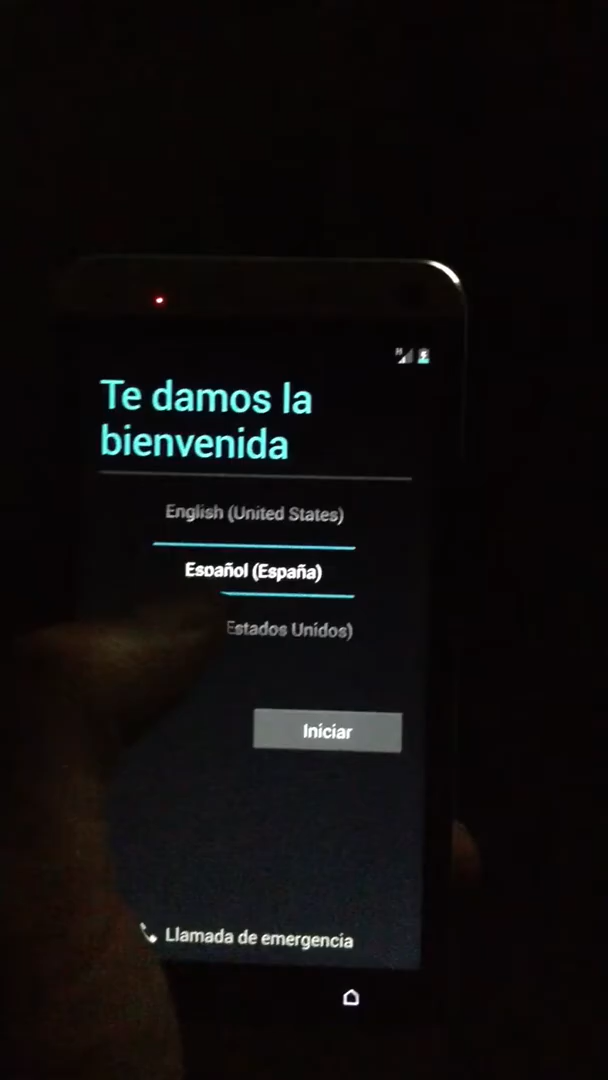 Te damos la
bienvenida
English (United States)
Español (España)
Estados Unidos)
Iniciar
Llamada de emergencia